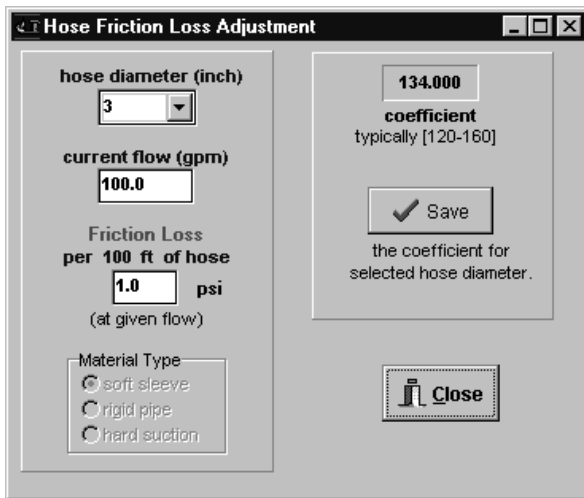 Hose Friction Loss Adjustment
hose diameter (inch)
3
current flow (gpm)
100.0
Friction Loss
per 100 ft of hose
1.0 psi
(at given flow)
Material Type
soft sleeve
rigid pipe
hard suction
134.000
coefficient
typically [120-160]
Save
the coefficient for
selected hose diameter.
Close